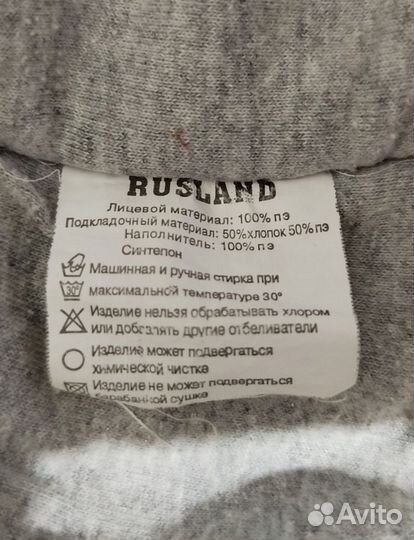 RUSLAND
Лицевой материал: 100% пэ
Подкладочный материал: 50%хлопок 50% пэ
Наполнитель: 100% пэ
Синтепон
Машинная и ручная стирка при
30°
максимальной температуре 30°
Изделие нельзя обрабатывать хлором
или добавлять другие отбеливатели
Изделие может подвергаться
химической чистке
Изделие не может подвергаться
барабанной сушке
Avito